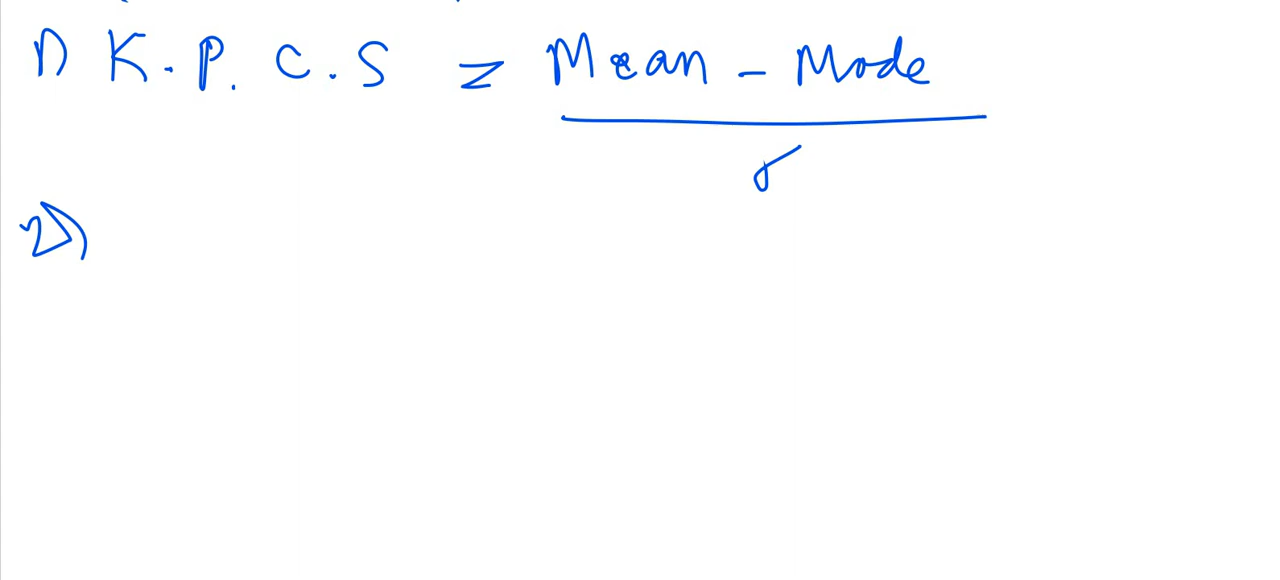 1) K.P.C.S = Mean - Mode
σ
2)